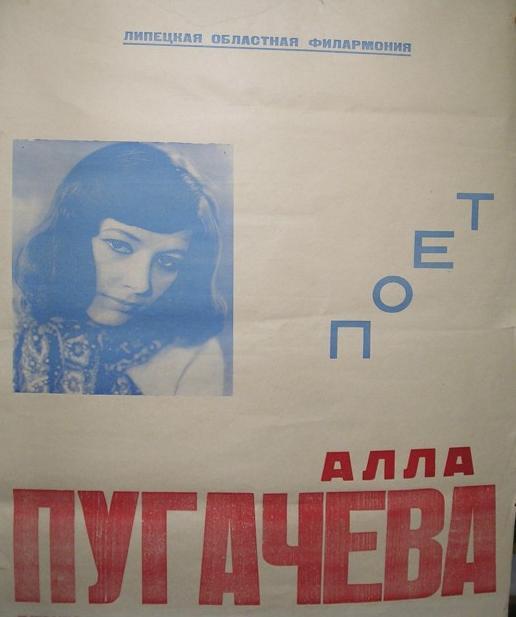 ЛИПЕЦКАЯ ОБЛАСТНАЯ ФИЛАРМОНИЯ
ПОЕТ
АЛЛА
ПУГАЧЕВА